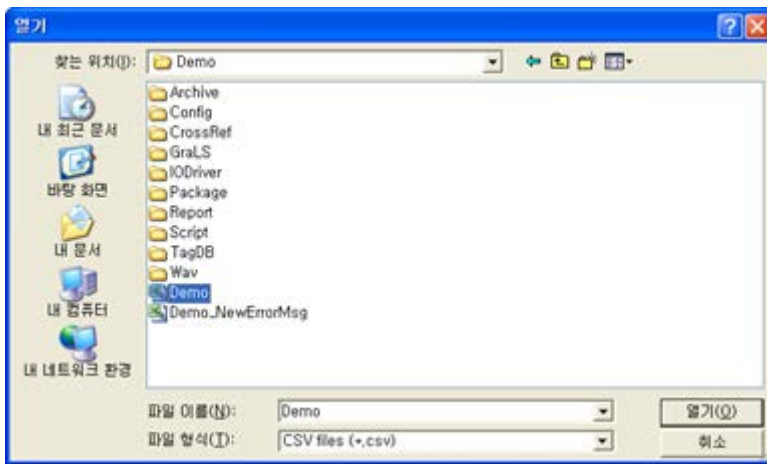 열기
찾는 위치(I): Demo
내 최근 문서
바탕 화면
내 문서
내 컴퓨터
내 네트워크 환경
Archive
Config
CrossRef
GraLS
IODriver
Package
Report
Script
TagDB
Wav
Demo
Demo_NewErrorMsg
파일 이름(N): Demo 열기(O)
파일 형식(T): CSV files (*.csv) 취소